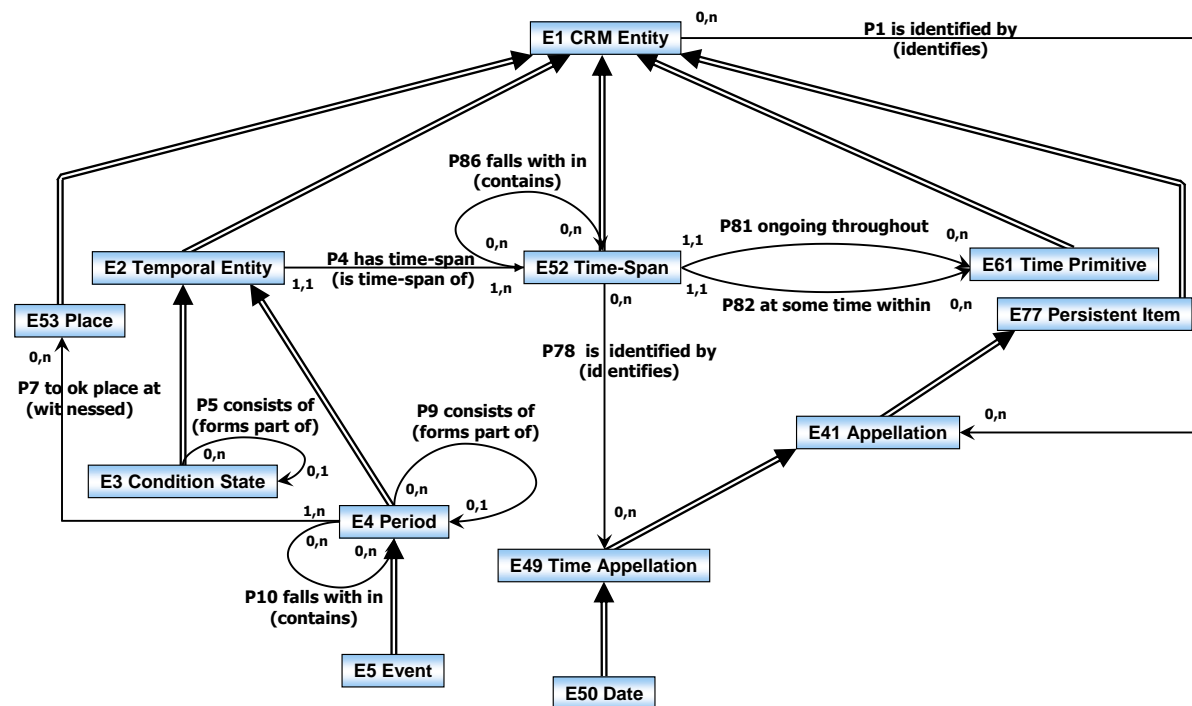 0,n
E1 CRM Entity
P1 is identified by
(identifies)
P86 falls with in
(contains)
0,n
0,n
P81 ongoing throughout
1,1
0,n
E2 Temporal Entity
P4 has time-span
(is time-span of)
1,1
1,n
E52 Time-Span
1,1
0,n
P82 at some time within
0,n
E61 Time Primitive
E53 Place
0,n
E77 Persistent Item
P78 is identified by
(identifies)
P7 to ok place at
(wit nessed)
P5 consists of
(forms part of)
0,n
0,1
P9 consists of
(forms part of)
0,n
0,1
E41 Appellation
0,n
E3 Condition State
1,n
E4 Period
0,n
0,n
0,n
E49 Time Appellation
P10 falls with in
(contains)
E5 Event
E50 Date